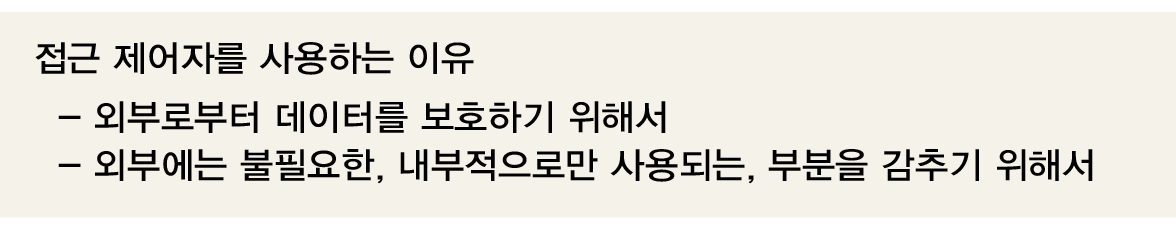 접근 제어자를 사용하는 이유
– 외부로부터 데이터를 보호하기 위해서
– 외부에는 불필요한, 내부적으로만 사용되는, 부분을 감추기 위해서